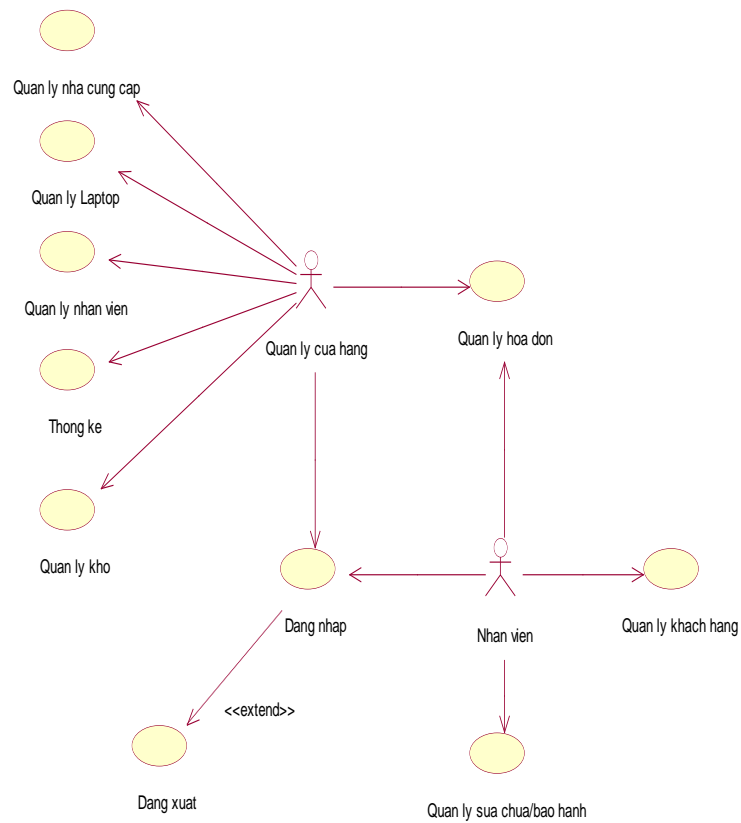 Quan ly nha cung cap
Quan ly Laptop
Quan ly nhan vien
Quan ly cua hang
Quan ly hoa don
Thong ke
Quan ly kho
Dang nhap
Nhan vien
Quan ly khach hang
<<extend>>
Dang xuat
Quan ly sua chua/bao hanh